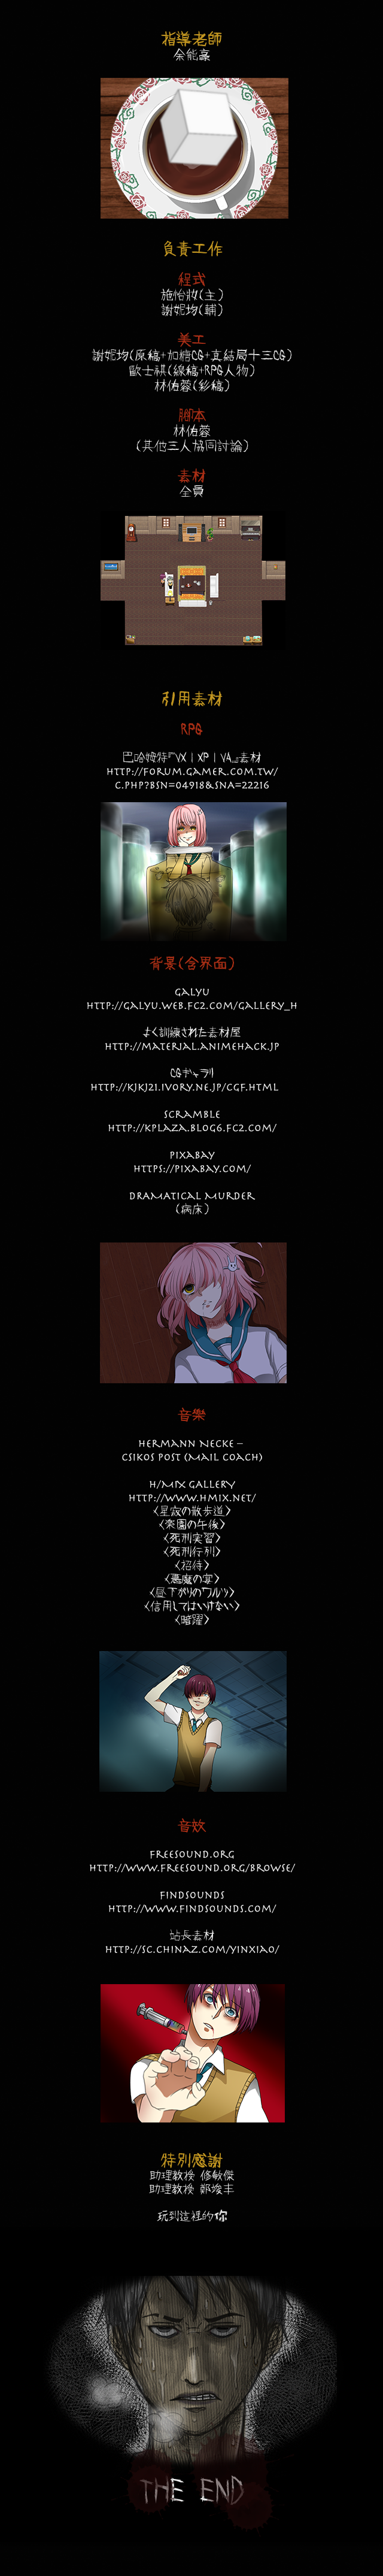 指導老師
余能豪
負責工作
程式
施怡妝(主)
謝妮均(輔)
美工
謝妮均(原稿+加糖CG+真結局十三CG)
歐士祺(線稿+RPG人物)
林佑蓉(彩稿)
腳本
林佑蓉
(其他三人協同討論)
素材
全員
引用素材
RPG
巴哈姆特『VX|XP|VA』素材
HTTP://FORUM.GAMER.COM.TW/
C.PHP?BSN=04918&SNA=22216
背景(含界面)
GALYU
HTTP://GALYU.WEB.FC2.COM/GALLERY_H
よく訓練された素材屋
HTTP://MATERIAL.ANIMEHACK.JP
CGギャラリ
HTTP://KJKJ21.IVORY.NE.JP/CGF.HTML
SCRAMBLE
HTTP://KPLAZA.BLOG6.FC2.COM/
PIXABAY
HTTPS://PIXABAY.COM/
DRAMATICAL MURDER
(病床)
音樂
HERMANN NECKE –
CSIKOS POST (MAIL COACH)
H/MIX GALLERY
HTTP://WWW.HMIX.NET/
〈星寂の散歩道〉
〈楽園の午後〉
〈死刑実習〉
〈死刑行列〉
〈招待〉
〈悪魔の宴〉
〈昼下がりのワルツ〉
〈信用してはいけない〉
〈暗躍〉
音效
FREESOUND.ORG
HTTP://WWW.FREESOUND.ORG/BROWSE/
FINDSOUNDS
HTTP://WWW.FINDSOUNDS.COM/
站長素材
HTTP://SC.CHINAZ.COM/YINXIAO/
特別感謝
助理教授 修敏傑
助理教授 鄭竣丰
玩到這裡的你
THE END